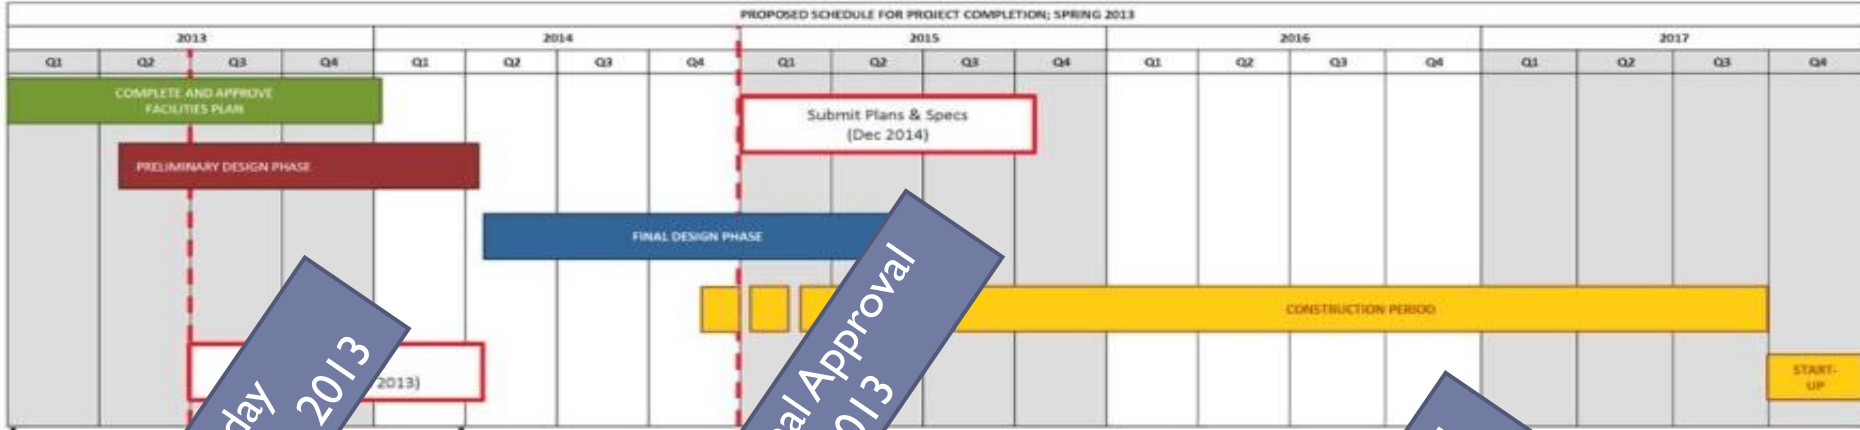 PROPOSED SCHEDULE FOR PROJECT COMPLETION; SPRING 2013
2013 2014 2015 2016 2017
Q1 Q2 Q3 Q4 Q1 Q2 Q3 Q4 Q1 Q2 Q3 Q4 Q1 Q2 Q3 Q4 Q1 Q2 Q3 Q4
COMPLETE AND APPROVE
FACILITIES PLAN
Submit Plans & Specs
(Dec 2014)
PRELIMINARY DESIGN PHASE
FINAL DESIGN PHASE
CONSTRUCTION PERIOD
2013)
START-
UP
day
2013
al Approval
013